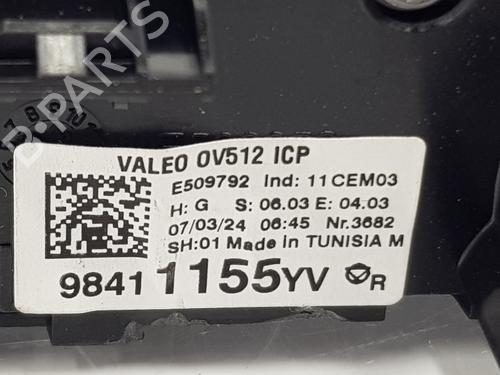 VALEO OV512 ICP
E509792 Ind: 11CEM03
H: G S: 06.03 E: 04.03
07/03/24 06:45 Nr.3682
SH:01 Made in TUNISIA M
98411155YV R